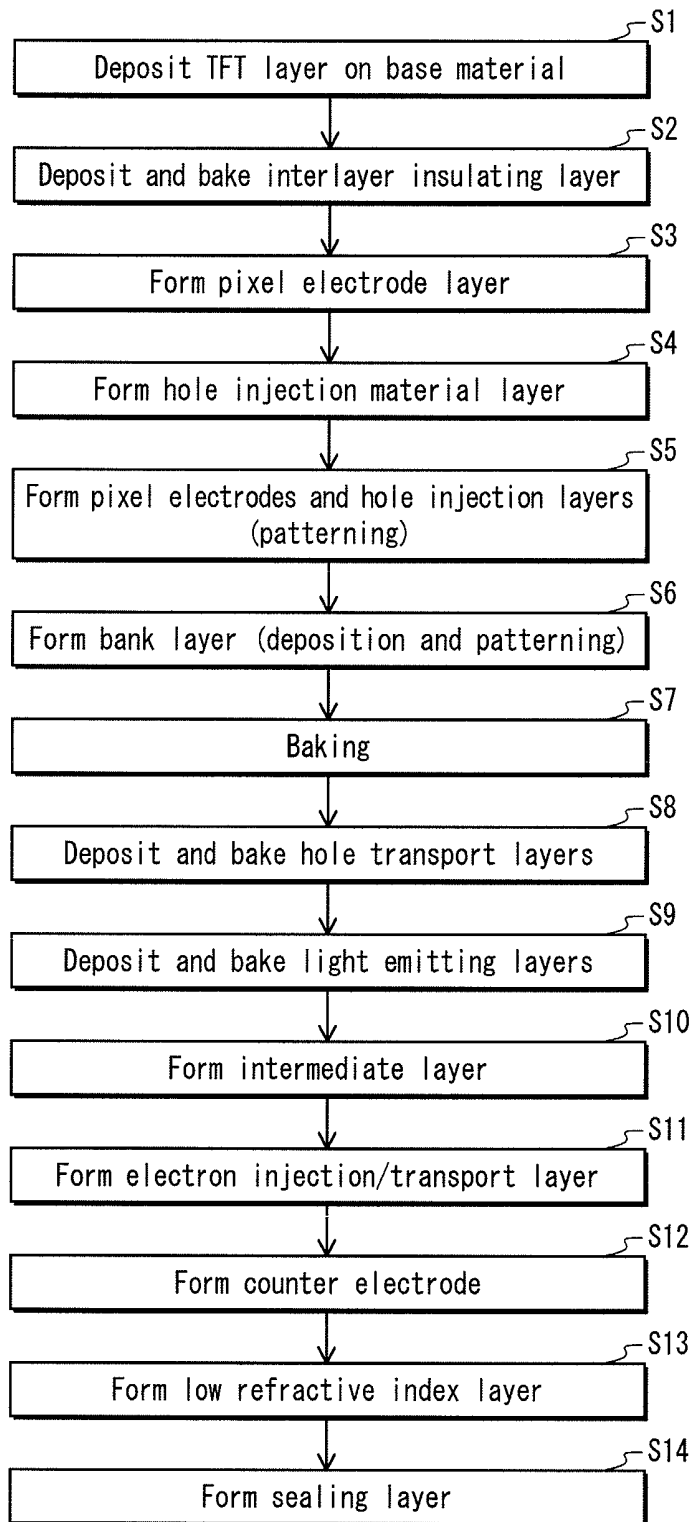 S1
Deposit TFT layer on base material
S2
Deposit and bake interlayer insulating layer
S3
Form pixel electrode layer
S4
Form hole injection material layer
S5
Form pixel electrodes and hole injection layers
(patterning)
S6
Form bank layer (deposition and patterning)
S7
Baking
S8
Deposit and bake hole transport layers
S9
Deposit and bake light emitting layers
S10
Form intermediate layer
S11
Form electron injection/transport layer
S12
Form counter electrode
S13
Form low refractive index layer
S14
Form sealing layer